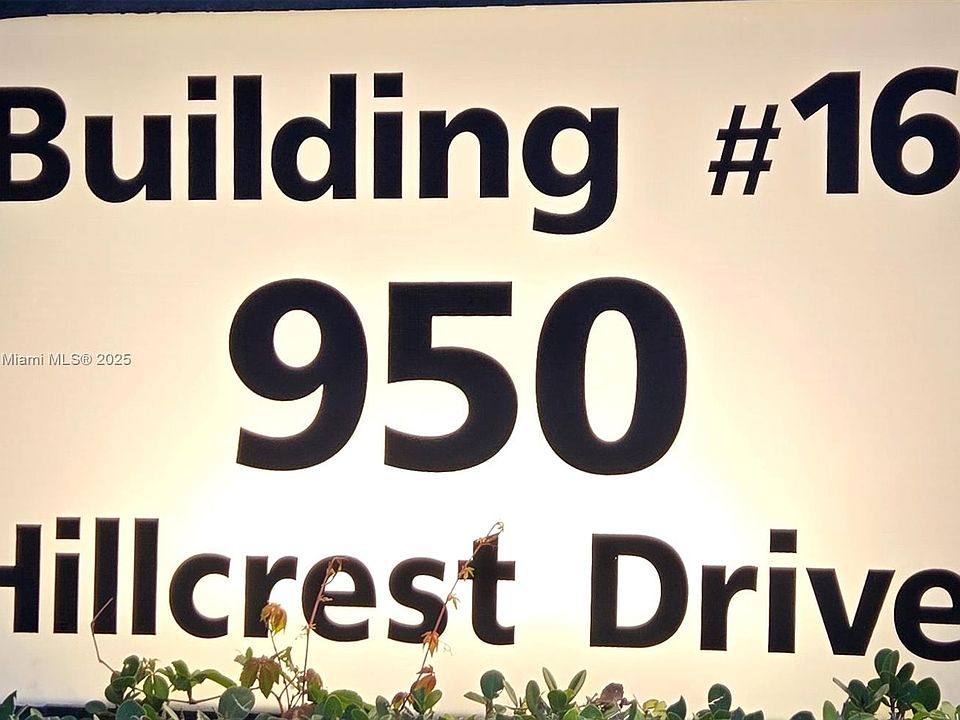 Building #16
950
Miami MLS® 2025
Hillcrest Drive